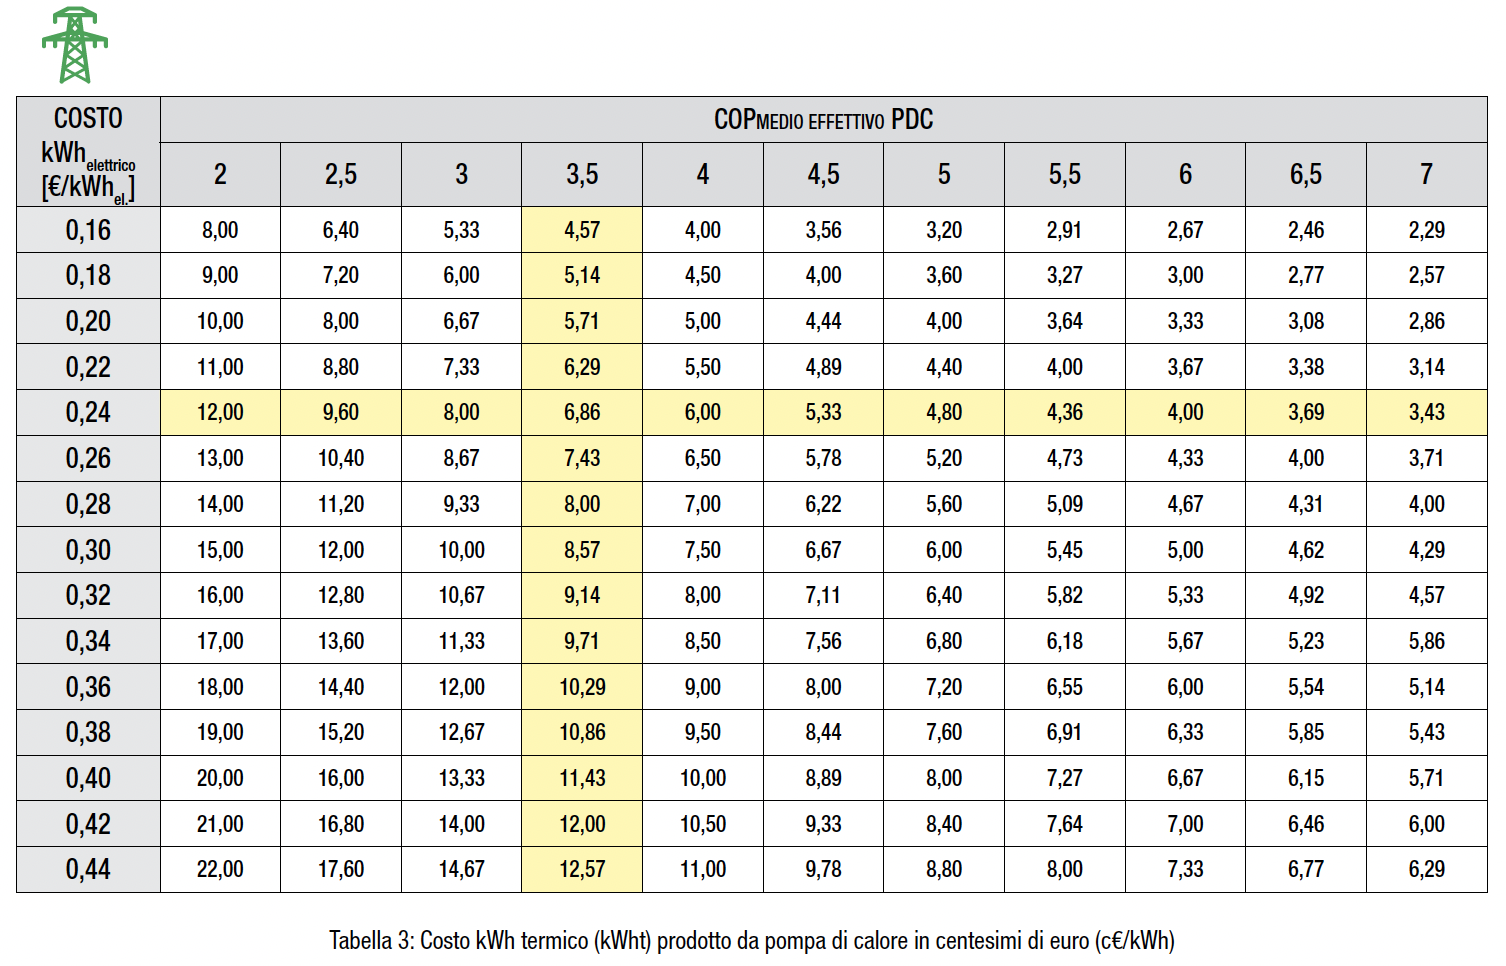 COSTO
kWh elettrico
[€/kWh el.]
COPMEDIO EFFETTIVO PDC
2 2,5 3 3,5 4 4,5 5 5,5 6 6,5 7
0,16 8,00 6,40 5,33 4,57 4,00 3,56 3,20 2,91 2,67 2,46 2,29
0,18 9,00 7,20 6,00 5,14 4,50 4,00 3,60 3,27 3,00 2,77 2,57
0,20 10,00 8,00 6,67 5,71 5,00 4,44 4,00 3,64 3,33 3,08 2,86
0,22 11,00 8,80 7,33 6,29 5,50 4,89 4,40 4,00 3,67 3,38 3,14
0,24 12,00 9,60 8,00 6,86 6,00 5,33 4,80 4,36 4,00 3,69 3,43
0,26 13,00 10,40 8,67 7,43 6,50 5,78 5,20 4,73 4,33 4,00 3,71
0,28 14,00 11,20 9,33 8,00 7,00 6,22 5,60 5,09 4,67 4,31 4,00
0,30 15,00 12,00 10,00 8,57 7,50 6,67 6,00 5,45 5,00 4,62 4,29
0,32 16,00 12,80 10,67 9,14 8,00 7,11 6,40 5,82 5,33 4,92 4,57
0,34 17,00 13,60 11,33 9,71 8,50 7,56 6,80 6,18 5,67 5,23 5,86
0,36 18,00 14,40 12,00 10,29 9,00 8,00 7,20 6,55 6,00 5,54 5,14
0,38 19,00 15,20 12,67 10,86 9,50 8,44 7,60 6,91 6,33 5,85 5,43
0,40 20,00 16,00 13,33 11,43 10,00 8,89 8,00 7,27 6,67 6,15 5,71
0,42 21,00 16,80 14,00 12,00 10,50 9,33 8,40 7,64 7,00 6,46 6,00
0,44 22,00 17,60 14,67 12,57 11,00 9,78 8,80 8,00 7,33 6,77 6,29
Tabella 3: Costo kWh termico (kWht) prodotto da pompa di calore in centesimi di euro (c€/kWh)